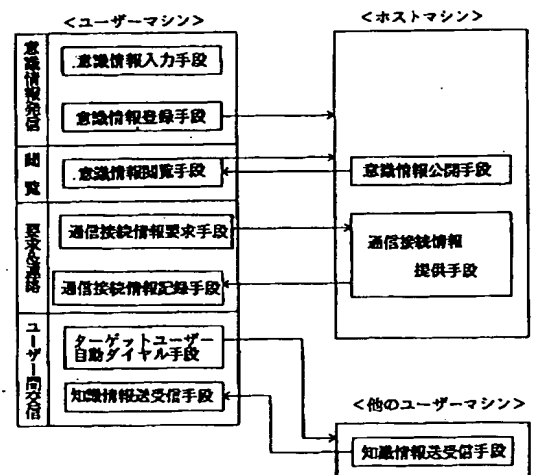 <ユーザーマシン>
<ホストマシン>
意識情報発信
意識情報入力手段
意識情報登録手段
閲覧
意識情報閲覧手段
意識情報公開手段
要求&連絡
通信接続情報要求手段
通信接続情報記録手段
通信接続情報
提供手段
ユーザー間交信
ターゲットユーザー
自動ダイヤル手段
知識情報送受信手段
<他のユーザーマシン>
知識情報送受信手段